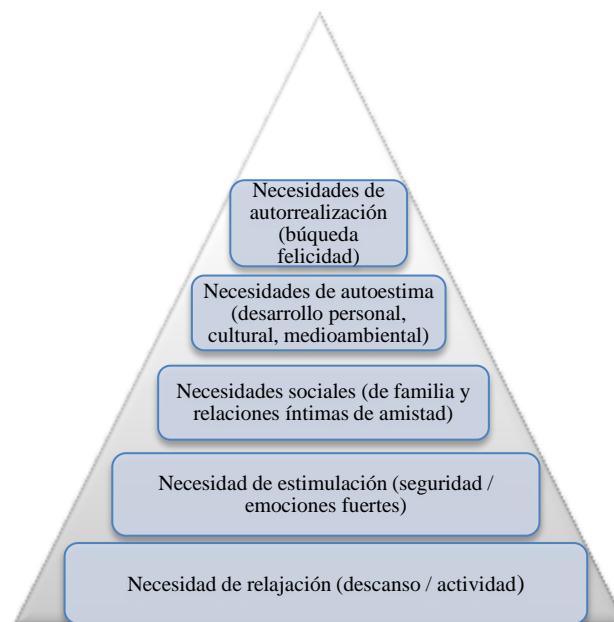 Necesidades de
autorrealización
(búqueda
felicidad)
Necesidades de autoestima
(desarrollo personal,
cultural, medioambiental)
Necesidades sociales (de familia y
relaciones íntimas de amistad)
Necesidad de estimulación (seguridad /
emociones fuertes)
Necesidad de relajación (descanso / actividad)